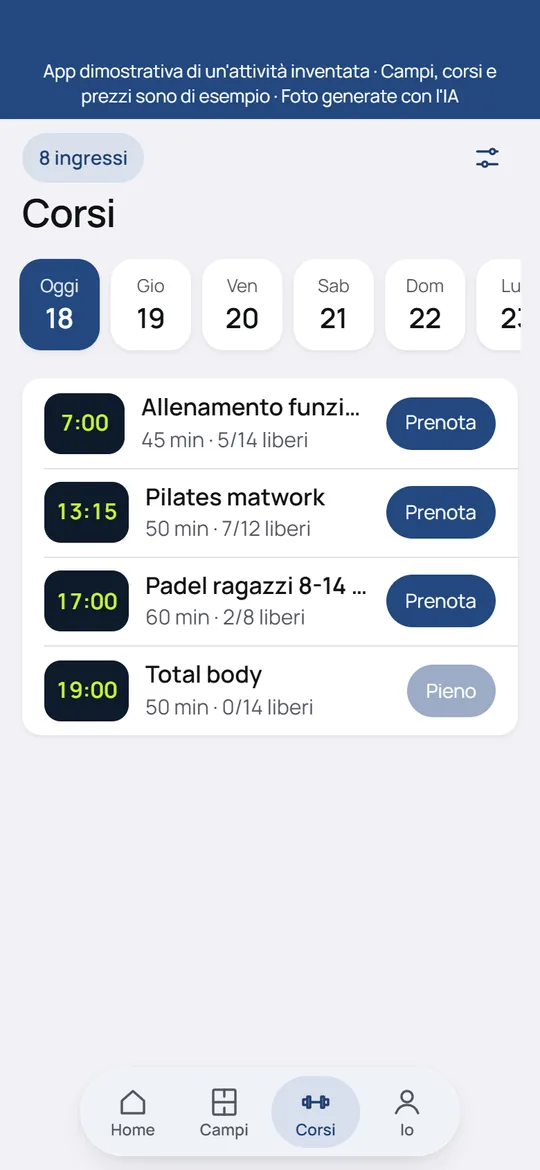 App dimostrativa di un'attività inventata · Campi, corsi e
prezzi sono di esempio · Foto generate con l'IA
8 ingressi
Corsi
Oggi
18
Gio
19
Ven
20
Sab
21
Dom
22
Lu
7:00
Allenamento funzi...
45 min · 5/14 liberi
Prenota
13:15
Pilates matwork
50 min · 7/12 liberi
Prenota
17:00
Padel ragazzi 8-14 ...
60 min · 2/8 liberi
Prenota
19:00
Total body
50 min · 0/14 liberi
Pieno
Home
Campi
Corsi
Io